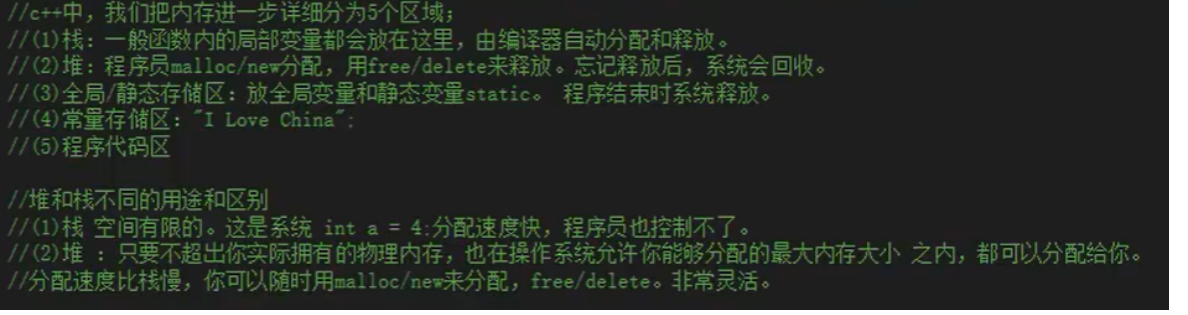 //c++中，我们把内存进一步详细分为5个区域；
//(1)栈：一般函数内的局部变量都会放在这里，由编译器自动分配和释放。
//(2)堆：程序员malloc/new分配，用free/delete来释放。忘记释放后，系统会回收。
//(3)全局/静态存储区：放全局变量和静态变量static。 程序结束时系统释放。
//(4)常量存储区："I Love China";
//(5)程序代码区
//堆和栈不同的用途和区别
//(1)栈 空间有限的。这是系统 int a = 4;分配速度快，程序员也控制不了。
//(2)堆 ：只要不超出你实际拥有的物理内存，也在操作系统允许你能够分配的最大内存大小 之内，都可以分配给你。
//分配速度比栈慢，你可以随时用malloc/new来分配，free/delete。非常灵活。